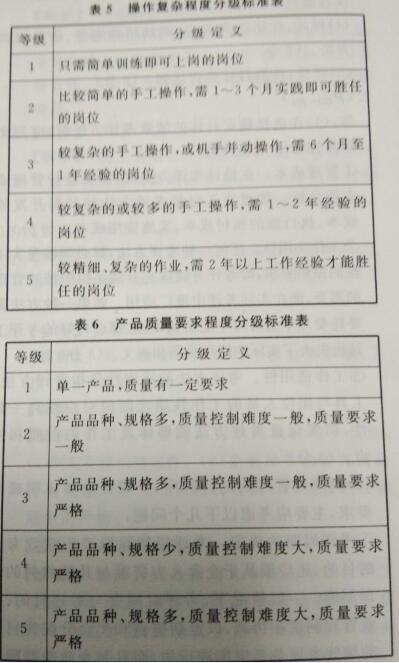 表 5 操作复杂程度分级标准表
等级 分级定义
1 只需简单训练即可上岗的岗位
2 比较简单的手工操作,需 1～3 个月实践即可胜任
的岗位
3 较复杂的手工操作,或机手并动操作,需 6 个月至
1 年经验的岗位
4 较复杂的或较多的手工操作,需 1～2 年经验的
岗位
5 较精细、复杂的作业,需 2 年以上工作经验才能胜
任的岗位
表 6 产品质量要求程度分级标准表
等级 分级定义
1 单一产品,质量有一定要求
2 产品品种、规格多,质量控制难度一般,质量要求
一般
3 产品品种、规格多,质量控制难度一般,质量要求
严格
4 产品品种、规格少,质量控制难度大,质量要求
严格
5 产品品种、规格多,质量控制难度大,质量要求
严格